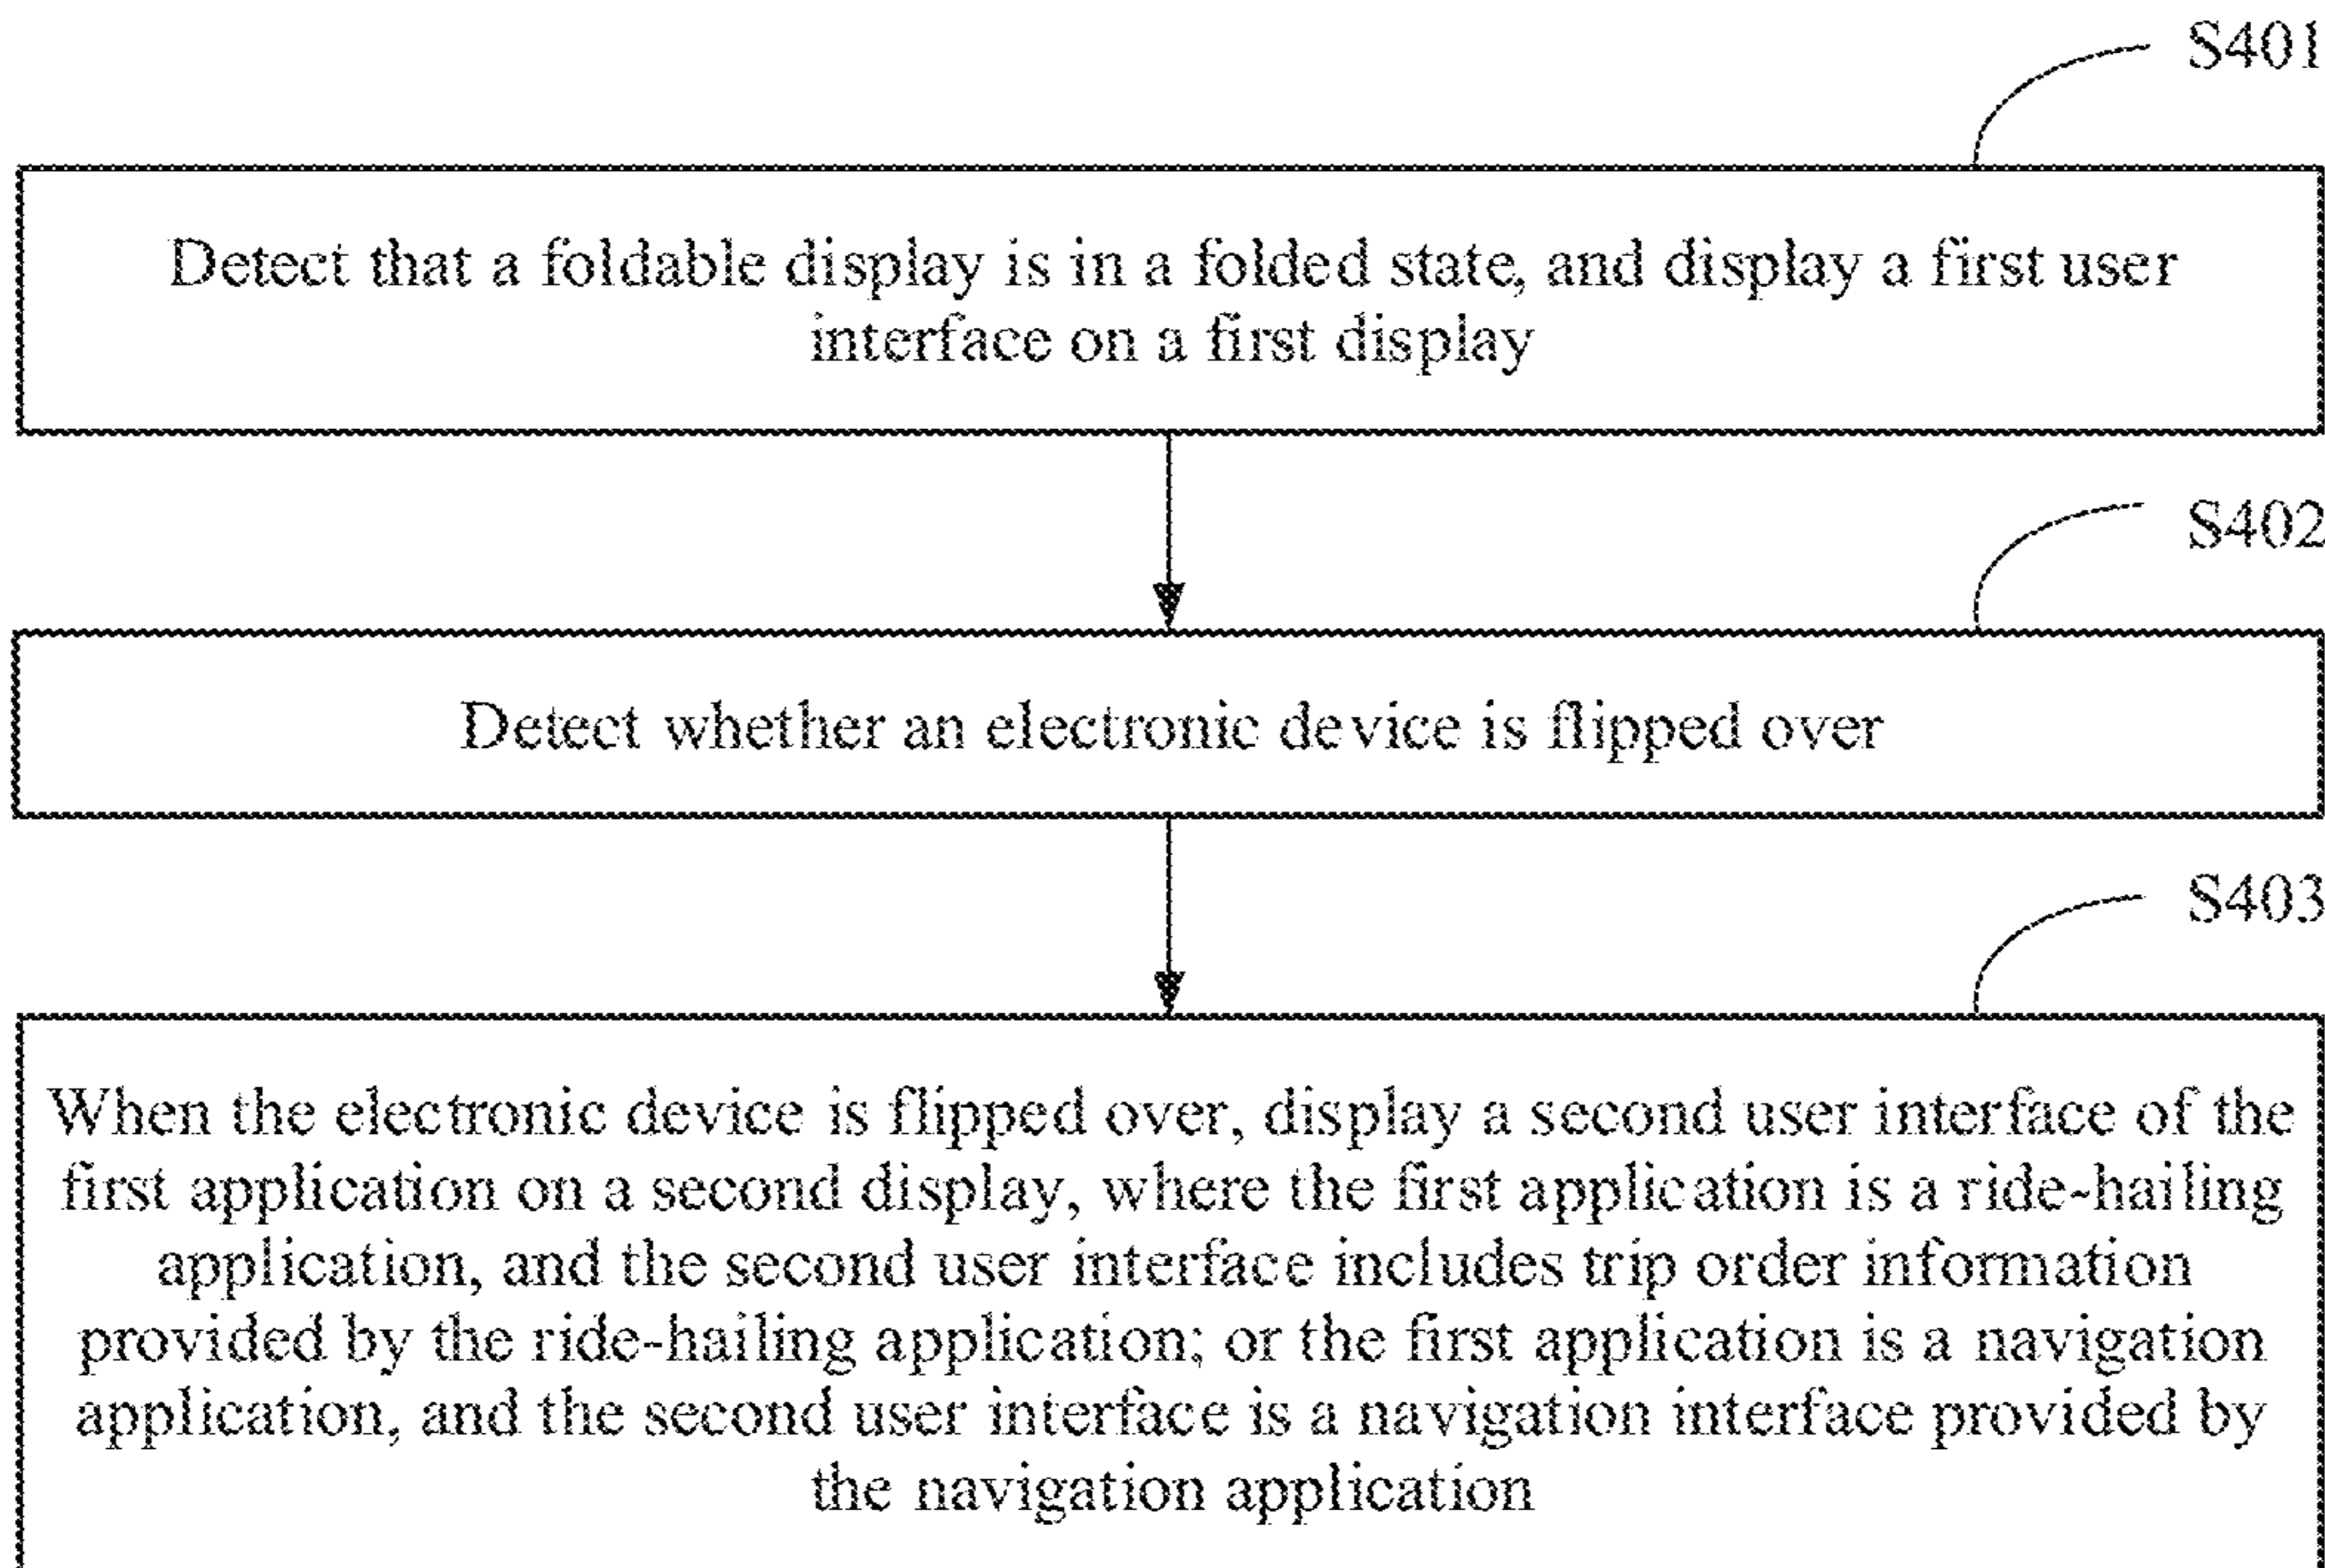 S401
Detect that a foldable display is in a folded state, and display a first user
interface on a first display
S402
Detect whether an electronic device is flipped over
S403
When the electronic device is flipped over, display a second user interface of the
first application on a second display, where the first application is a ride-hailing
application, and the second user interface includes trip order information
provided by the ride-hailing application; or the first application is a navigation
application, and the second user interface is a navigation interface provided by
the navigation application